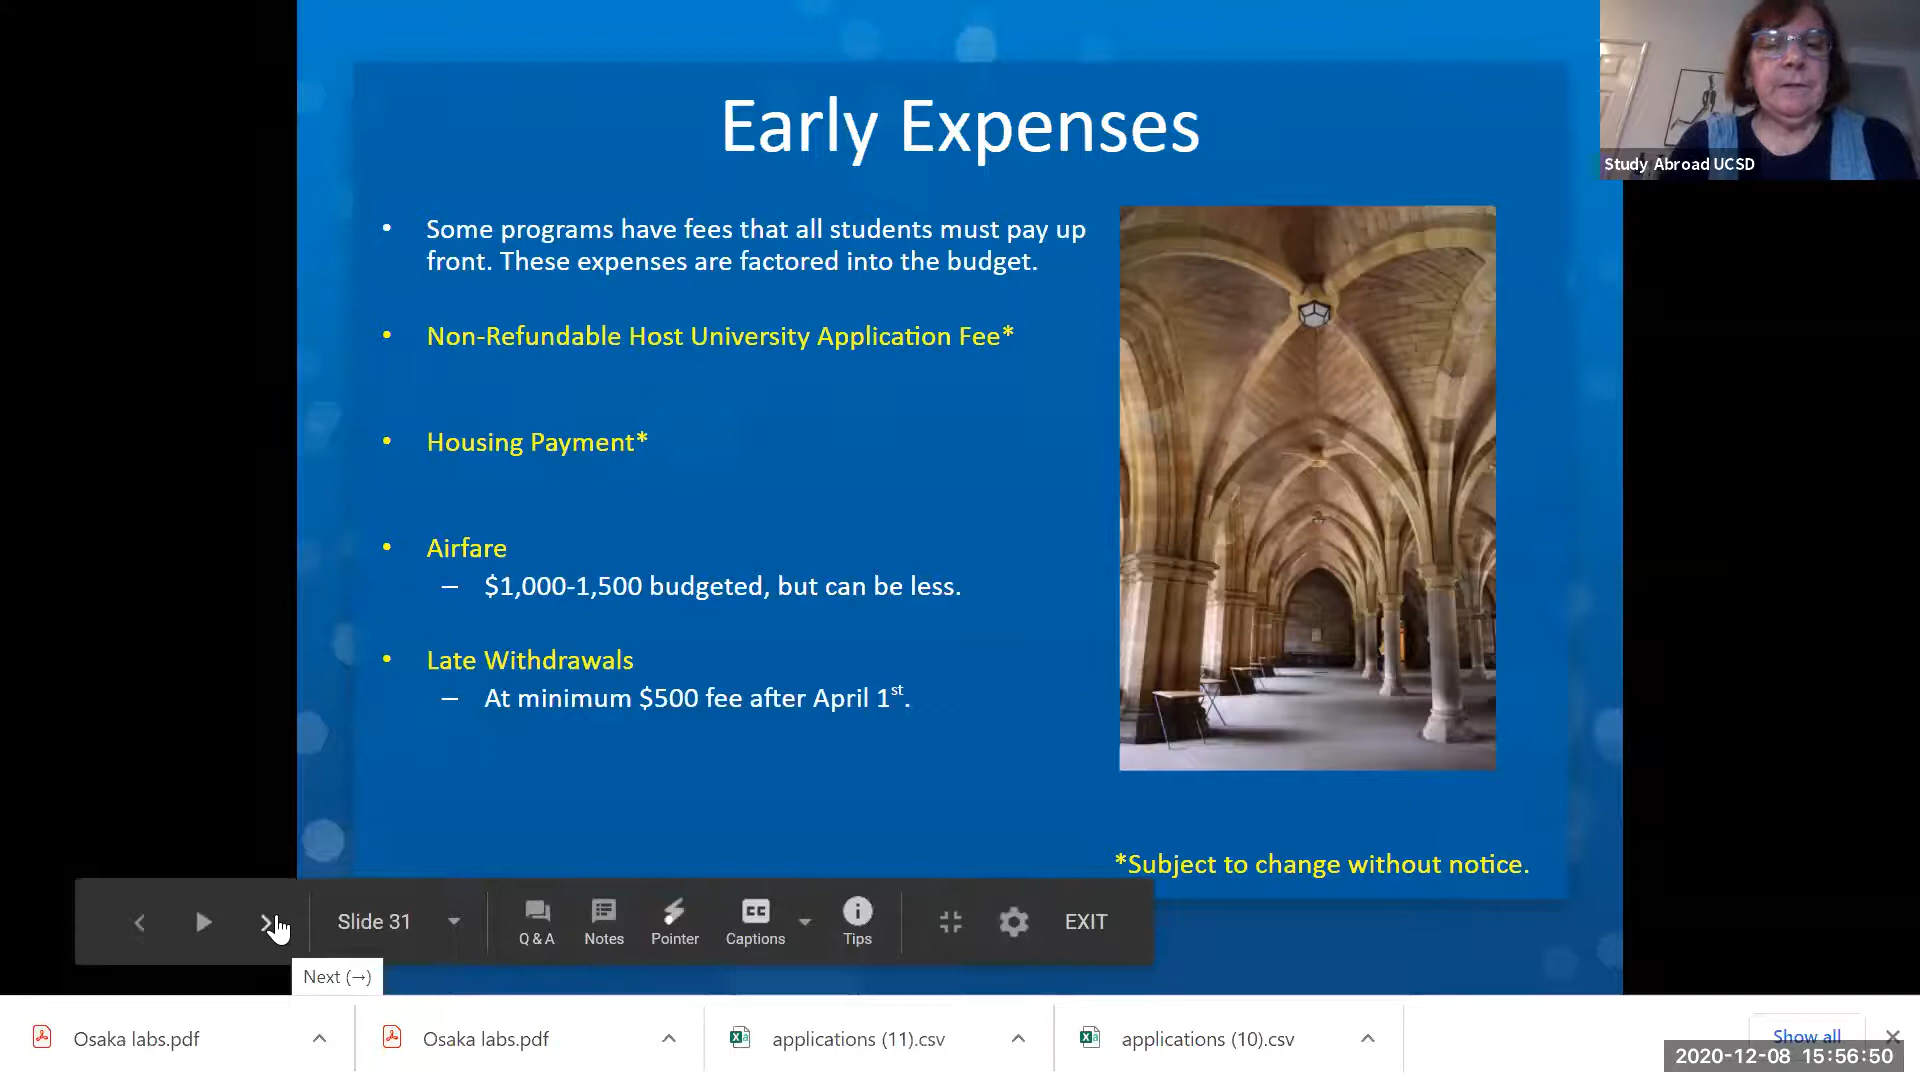 Early Expenses
Study Abroad UCSD
• Some programs have fees that all students must pay up
front. These expenses are factored into the budget.
• Non-Refundable Host University Application Fee*
• Housing Payment*
• Airfare
– $1,000-1,500 budgeted, but can be less.
• Late Withdrawals
– At minimum $500 fee after April 1st.
*Subject to change without notice.
Slide 31
Q & A
Notes
Pointer
CC
Captions
Tips
EXIT
Next (→)
Osaka labs.pdf
Osaka labs.pdf
applications (11).csv
applications (10).csv
Show all
2020-12-08 15:56:50